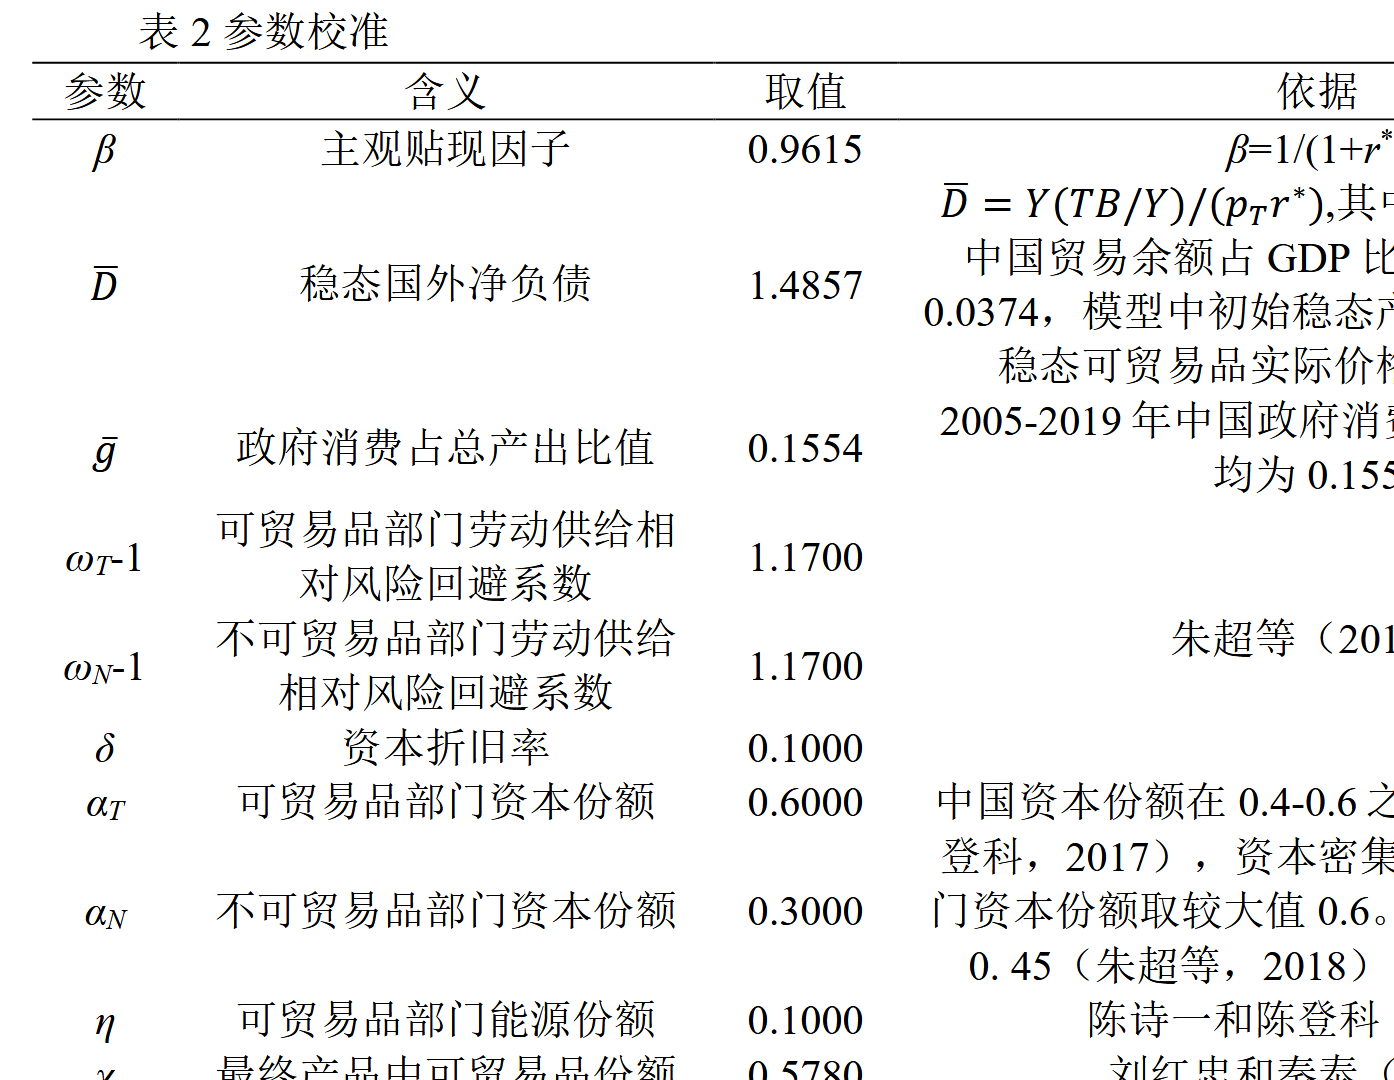 表 2 参数校准
参数 含义 取值 依据
β 主观贴现因子 0.9615 β=1/(1+r*
D̅ = Y(TB/Y)/(p_T r*),其中
中国贸易余额占 GDP 比
D̅ 稳态国外净负债 1.4857
0.0374，模型中初始稳态产
稳态可贸易品实际价格
2005-2019 年中国政府消费
g̅ 政府消费占总产出比值 0.1554
均为 0.155
可贸易品部门劳动供给相
ω_T-1 1.1700
对风险回避系数
不可贸易品部门劳动供给 朱超等（201
ω_N-1 1.1700
相对风险回避系数
δ 资本折旧率 0.1000
α_T 可贸易品部门资本份额 0.6000 中国资本份额在 0.4-0.6 之
登科，2017），资本密集
α_N 不可贸易品部门资本份额 0.3000 门资本份额取较大值 0.6。
0. 45（朱超等，2018）
η 可贸易品部门能源份额 0.1000 陈诗一和陈登科
最终产品中可贸易品份额 0.5780 刘红忠和秦泰（